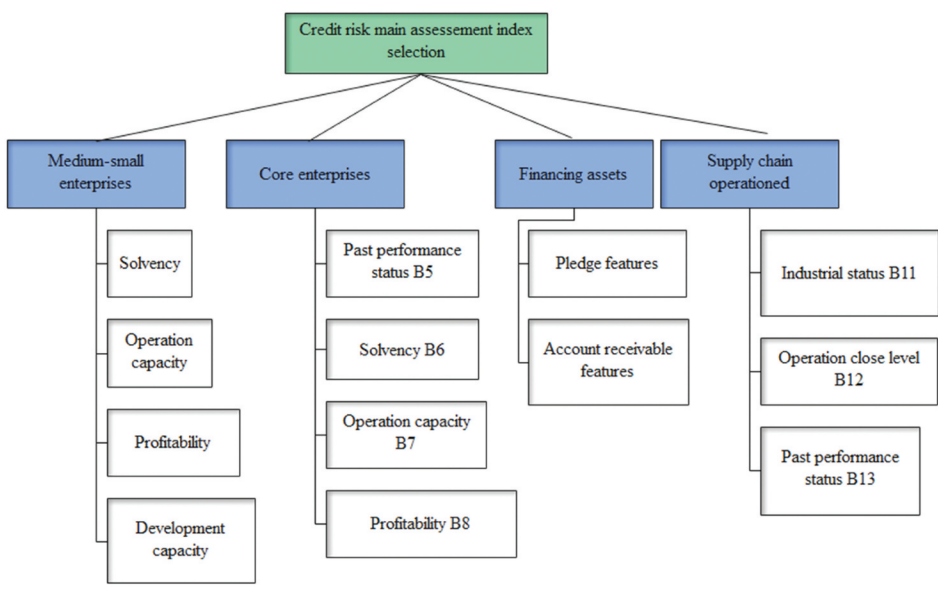 Credit risk main assessement index
selection
Medium-small
enterprises
Core enterprises
Financing assets
Supply chain
operationed
Solvency
Operation
capacity
Profitability
Development
capacity
Past performance
status B5
Solvency B6
Operation capacity
B7
Profitability B8
Pledge features
Account receivable
features
Industrial status B11
Operation close level
B12
Past performance
status B13